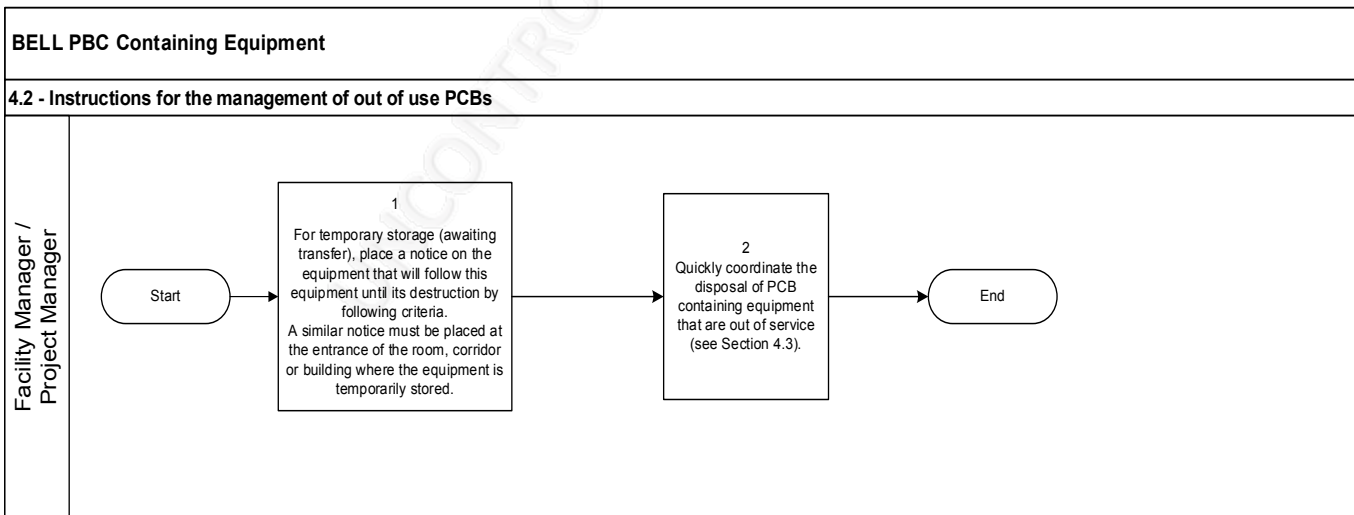 BELL PBC Containing Equipment
4.2 - Instructions for the management of out of use PCBs
Facility Manager /
Project Manager
Start
1
For temporary storage (awaiting
transfer), place a notice on the
equipment that will follow this
equipment until its destruction by
following criteria.
A similar notice must be placed at
the entrance of the room, corridor
or building where the equipment is
temporarily stored.
2
Quickly coordinate the
disposal of PCB
containing equipment
that are out of service
(see Section 4.3).
End